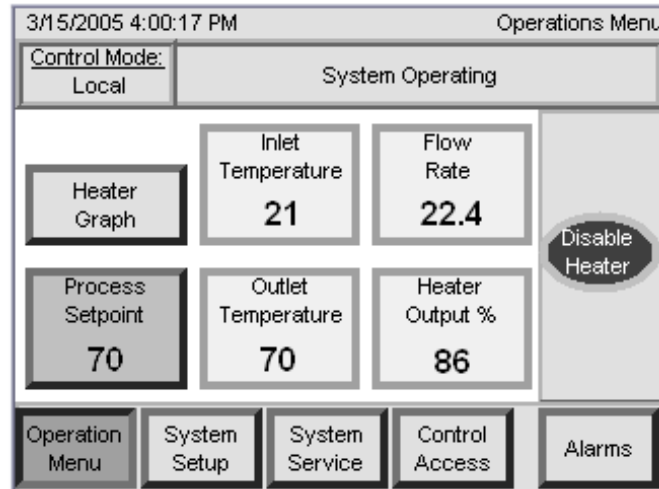 3/15/2005 4:00:17 PM Operations Menu
Control Mode:
Local
System Operating
Heater
Graph
Inlet
Temperature
21
Flow
Rate
22.4
Disable
Heater
Process
Setpoint
70
Outlet
Temperature
70
Heater
Output %
86
Operation
Menu
System
Setup
System
Service
Control
Access
Alarms